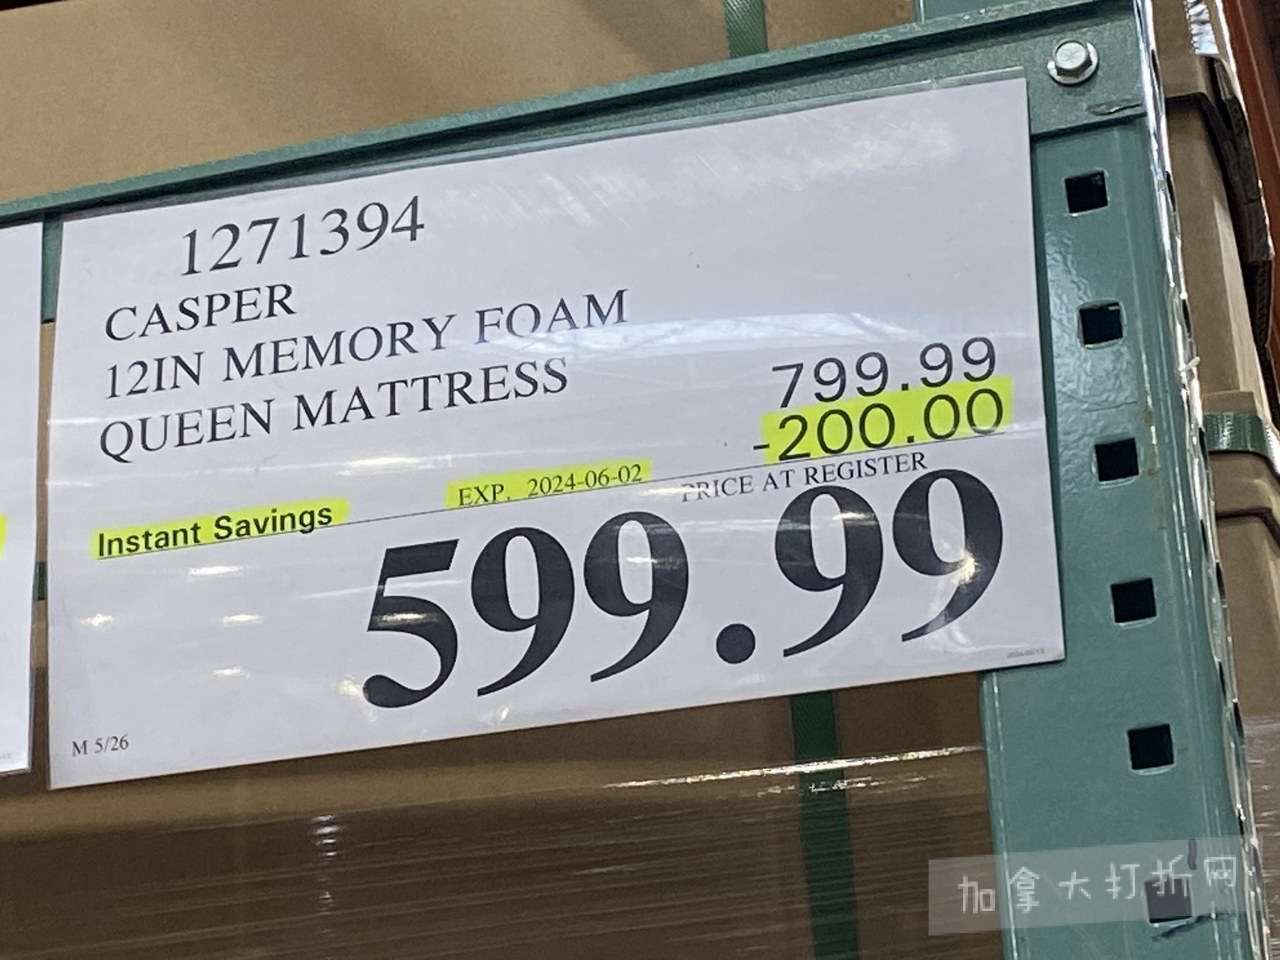 1271394
CASPER
12IN MEMORY FOAM
QUEEN MATTRESS
799.99
-200.00
EXP. 2024-06-02
PRICE AT REGISTER
Instant Savings
599.99
M 5/26
加拿大打折网